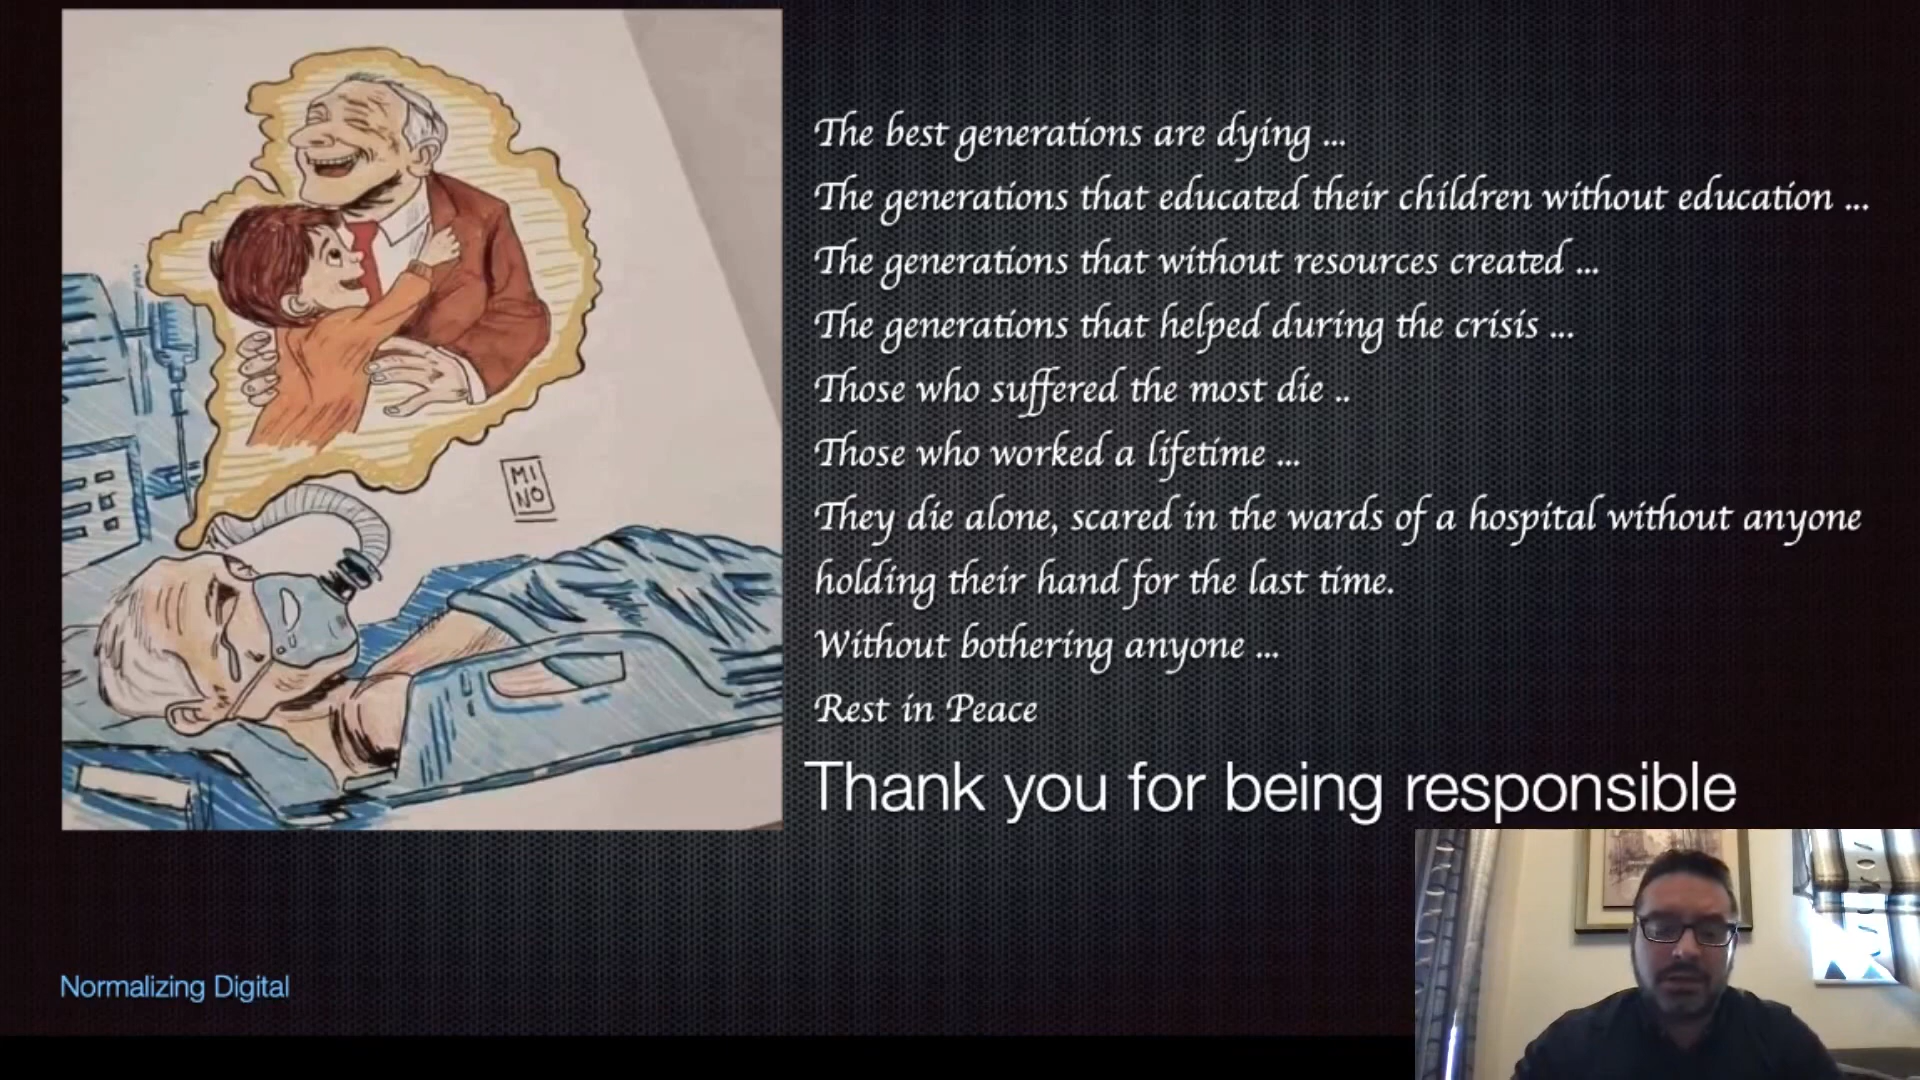 The best generations are dying ...
The generations that educated their children without education ...
The generations that without resources created ...
The generations that helped during the crisis ...
Those who suffered the most die ..
Those who worked a lifetime ...
They die alone, scared in the wards of a hospital without anyone
holding their hand for the last time.
Without bothering anyone ...
Rest in Peace
Thank you for being responsible
MI
NO
Normalizing Digital